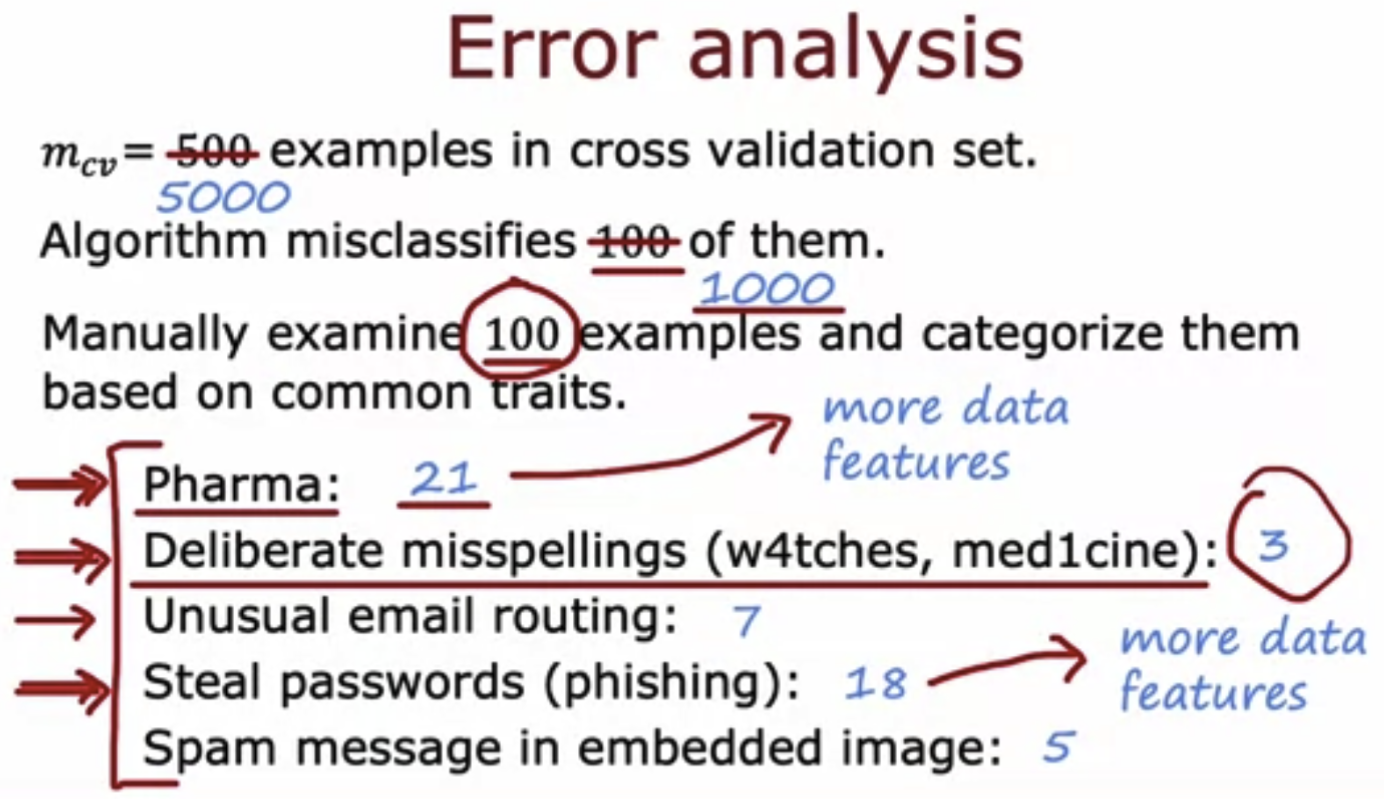 Error analysis
m_cv = 500 examples in cross validation set.
5000
Algorithm misclassifies 100 of them.
1000
Manually examine 100 examples and categorize them
based on common traits.
more data
features
Pharma: 21
Deliberate misspellings (w4tches, med1cine): 3
Unusual email routing: 7
more data
features
Steal passwords (phishing): 18
Spam message in embedded image: 5